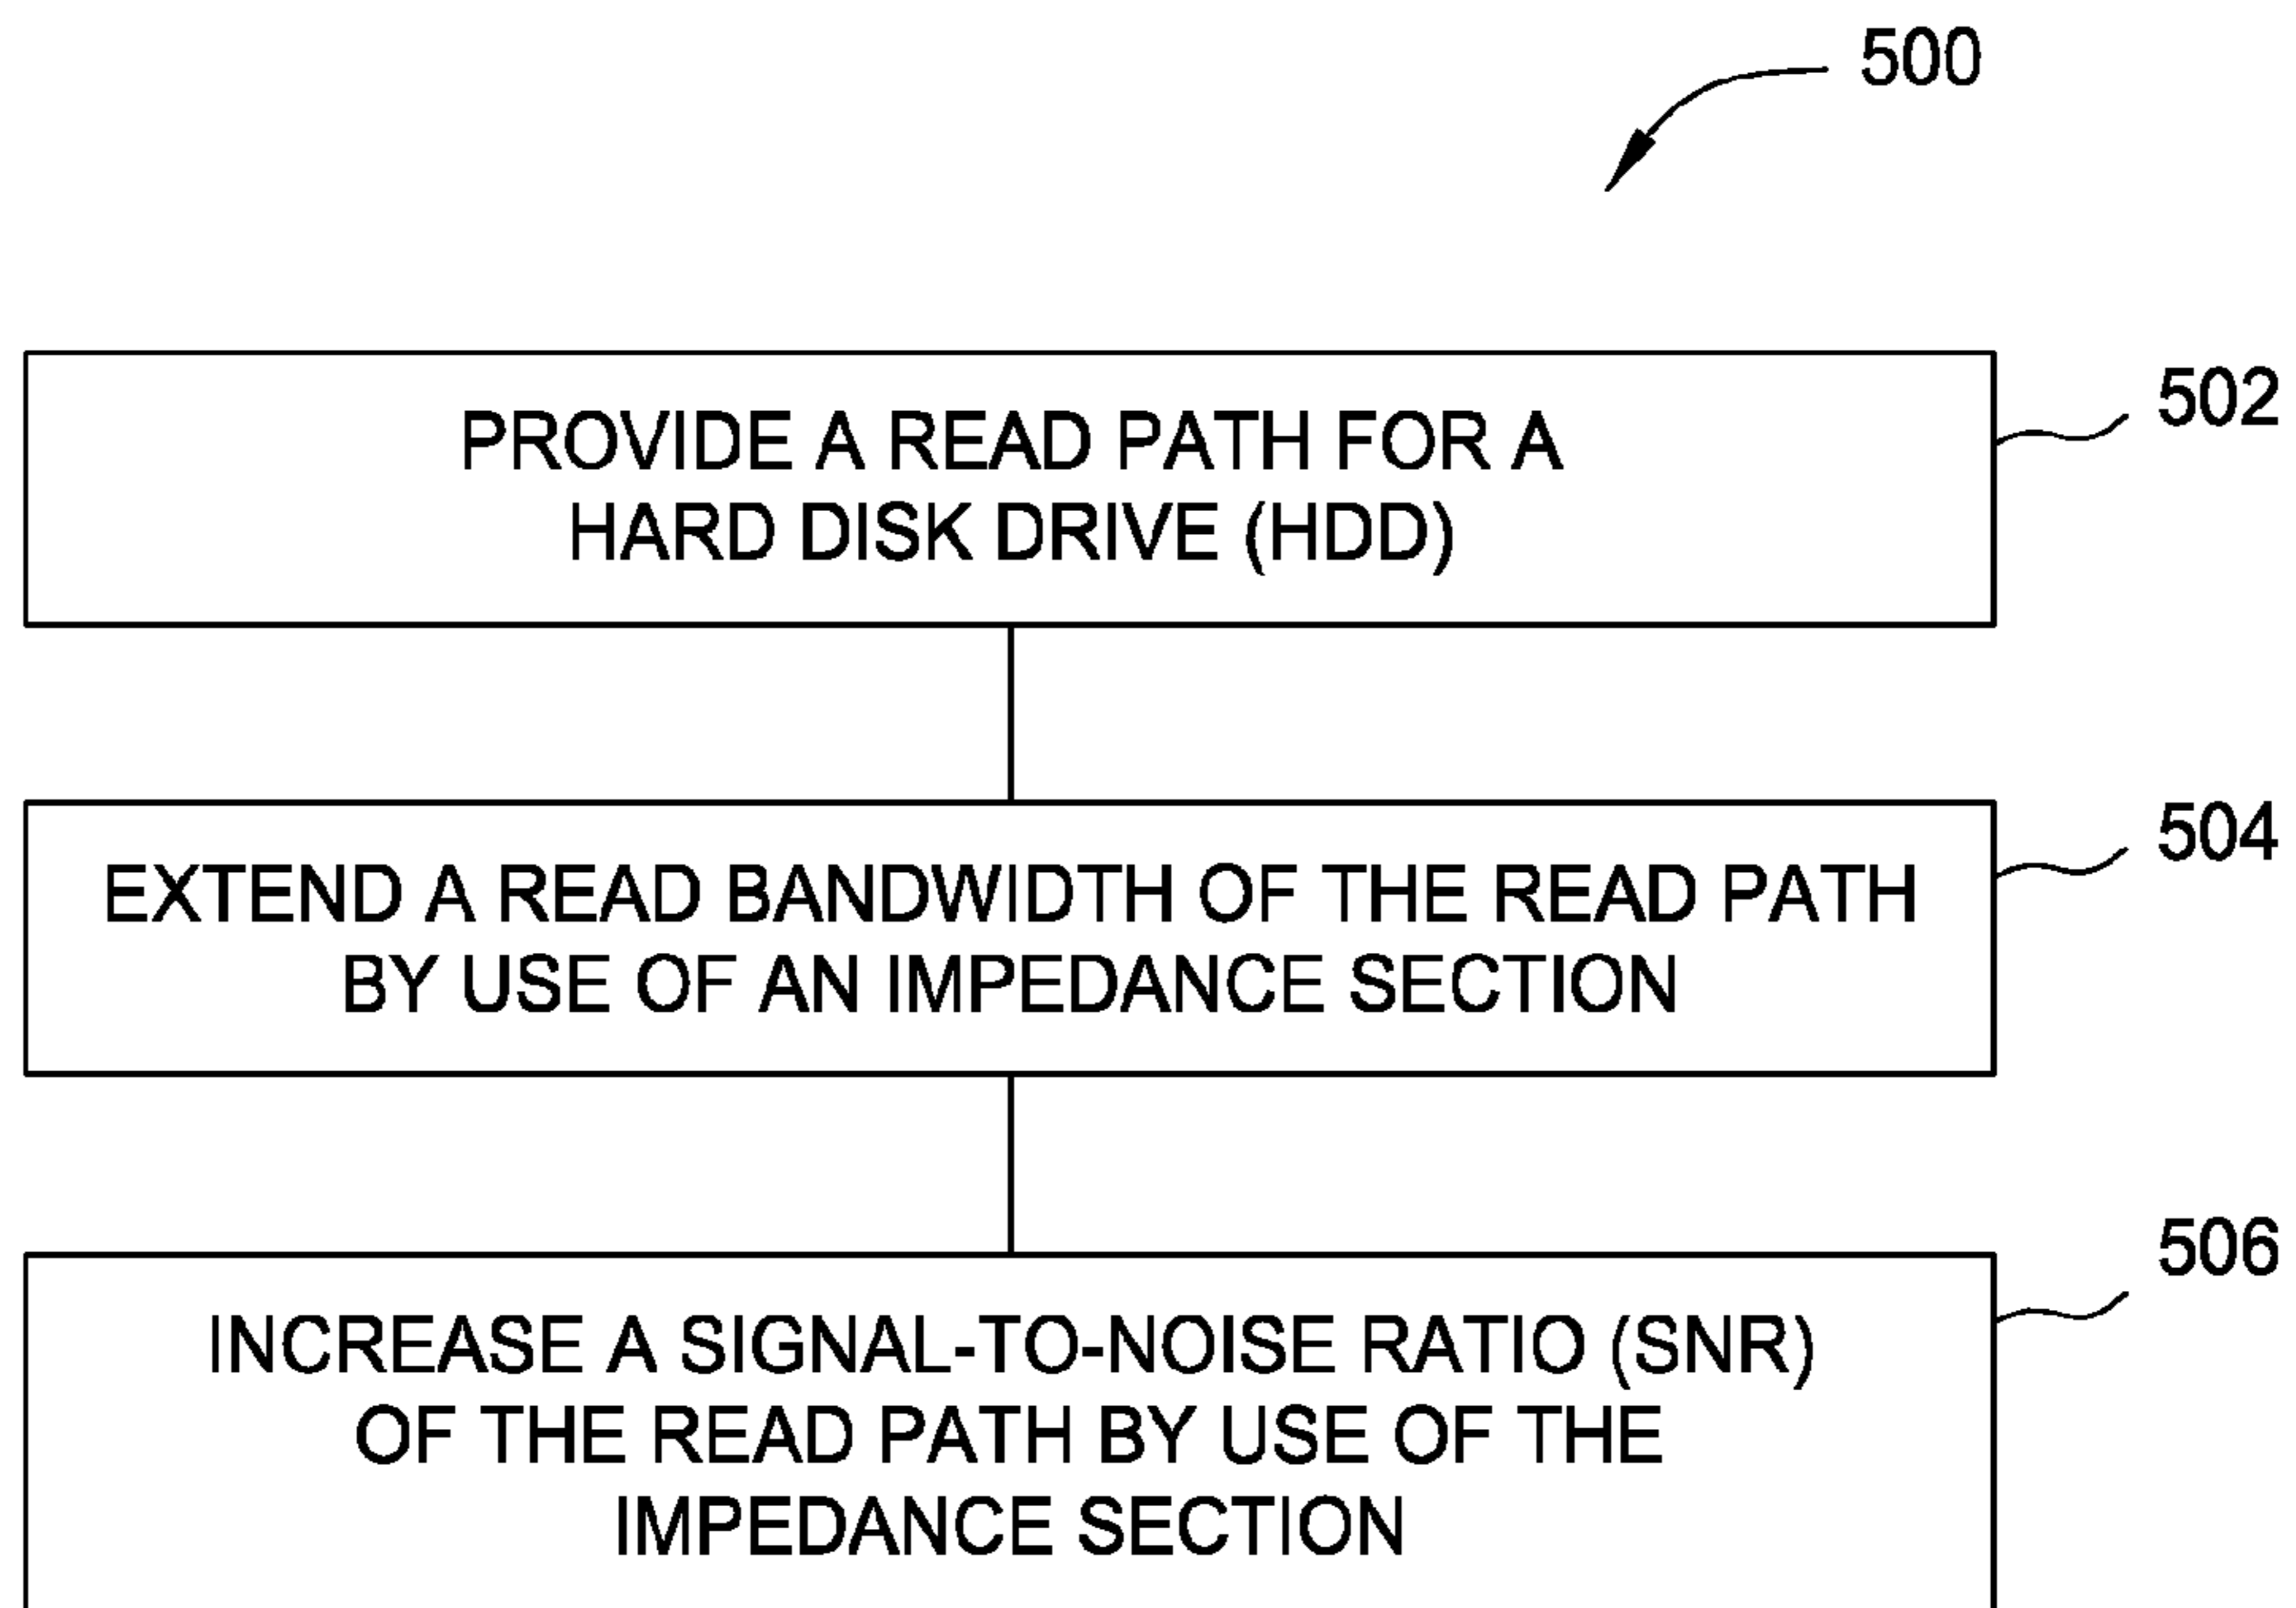 500
502
PROVIDE A READ PATH FOR A
HARD DISK DRIVE (HDD)
504
EXTEND A READ BANDWIDTH OF THE READ PATH
BY USE OF AN IMPEDANCE SECTION
506
INCREASE A SIGNAL-TO-NOISE RATIO (SNR)
OF THE READ PATH BY USE OF THE
IMPEDANCE SECTION